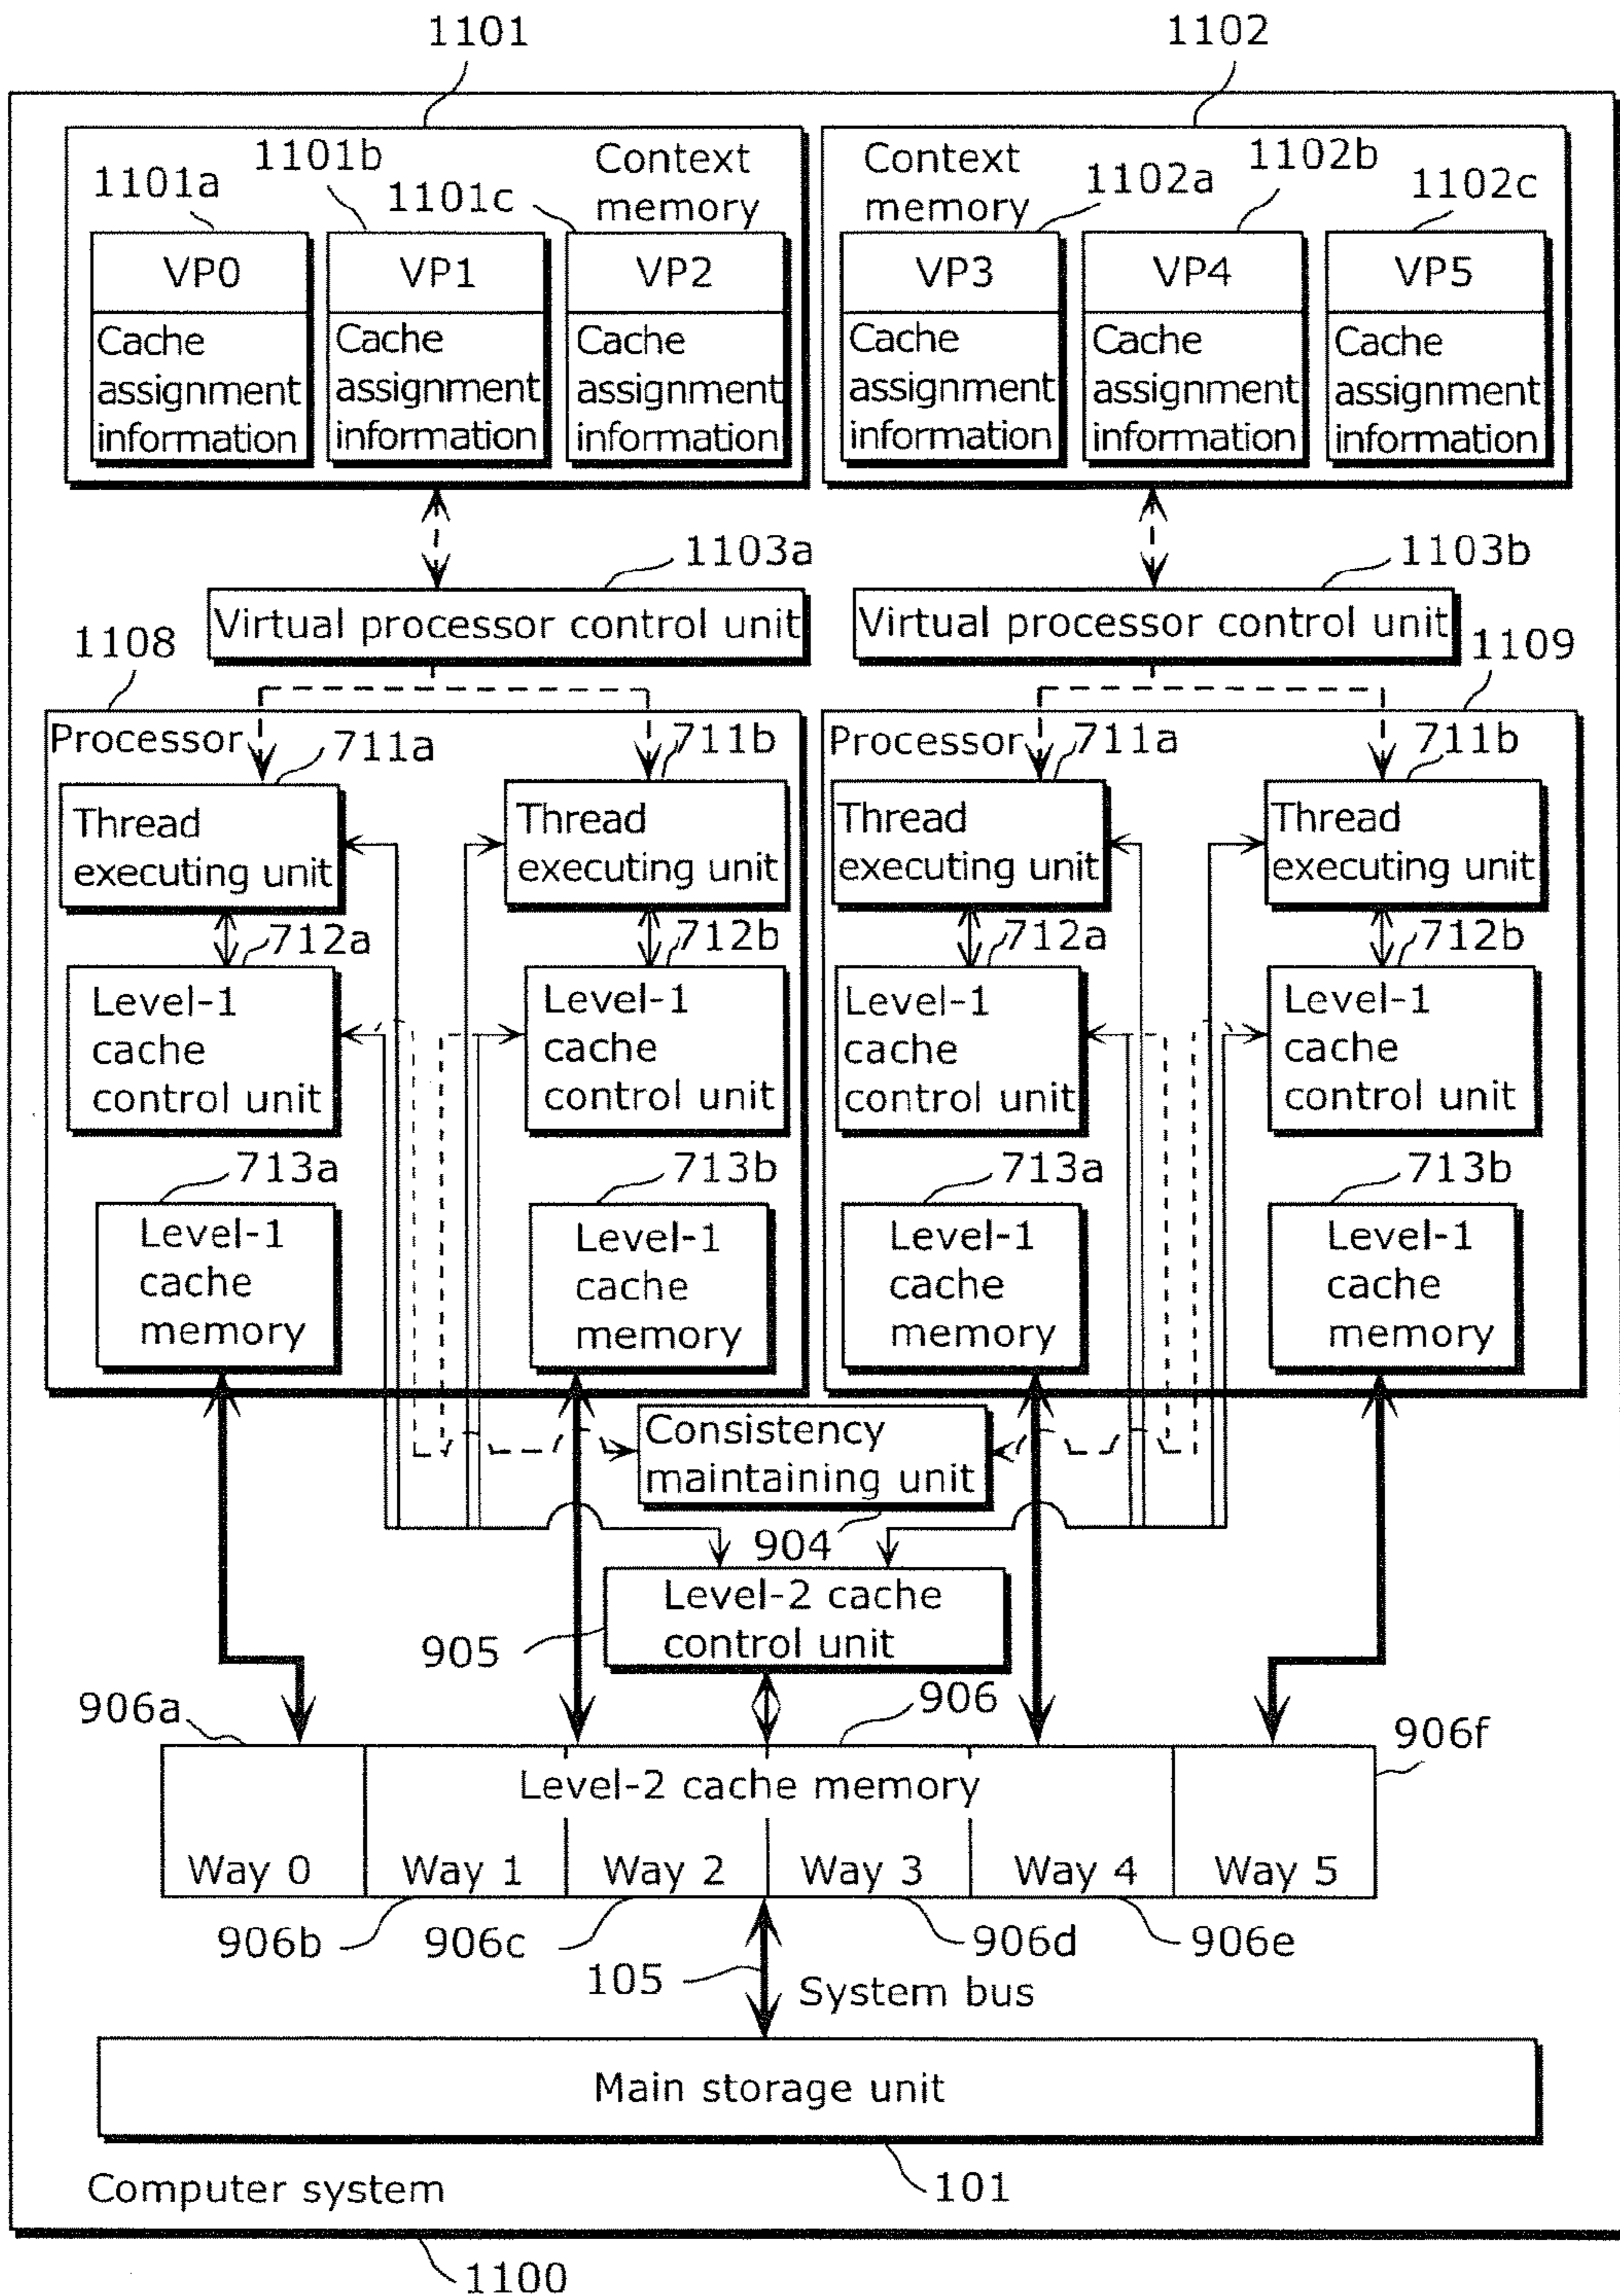 1101
1102
1101a
1101b
1101c
Context
memory
Context
memory
1102a
1102b
1102c
VP0
Cache
assignment
information
VP1
Cache
assignment
information
VP2
Cache
assignment
information
VP3
Cache
assignment
information
VP4
Cache
assignment
information
VP5
Cache
assignment
information
1103a
1103b
Virtual processor control unit
Virtual processor control unit
1108
1109
Processor
711a
711b
Thread
executing unit
Thread
executing unit
712a
712b
Level-1
cache
control unit
Level-1
cache
control unit
713a
713b
Level-1
cache
memory
Level-1
cache
memory
Processor
711a
711b
Thread
executing unit
Thread
executing unit
712a
712b
Level-1
cache
control unit
Level-1
cache
control unit
713a
713b
Level-1
cache
memory
Level-1
cache
memory
Consistency
maintaining unit
904
Level-2 cache
control unit
905
906a
906
906f
Level-2 cache memory
Way 0
Way 1
Way 2
Way 3
Way 4
Way 5
906b
906c
906d
906e
105
System bus
Main storage unit
101
Computer system
1100